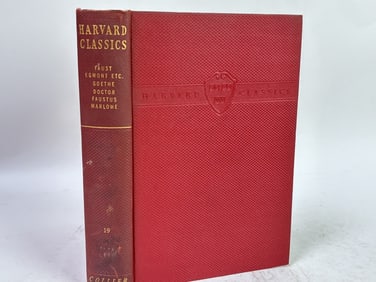 HARVARD
CLASSICS
FAUST
EGMONT ETC.
GOETHE
DOCTOR
FAUSTUS
MARLOWE
19
COLLIER
HARVARD CLASSICS